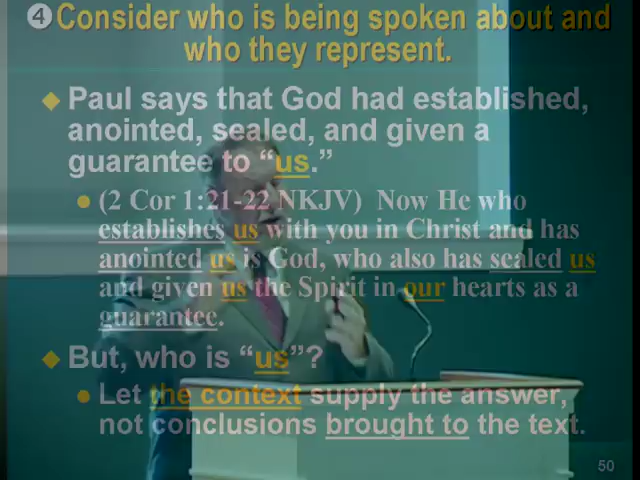 4 Consider who is being spoken about and
who they represent.
Paul says that God had established,
anointed, sealed, and given a
guarantee to “us.”
(2 Cor 1:21-22 NKJV)  Now He who
establishes us with you in Christ and has
anointed us is God, who also has sealed us
and given us the Spirit in our hearts as a
guarantee.
But, who is “us”?
Let the context supply the answer,
not conclusions brought to the text.
50